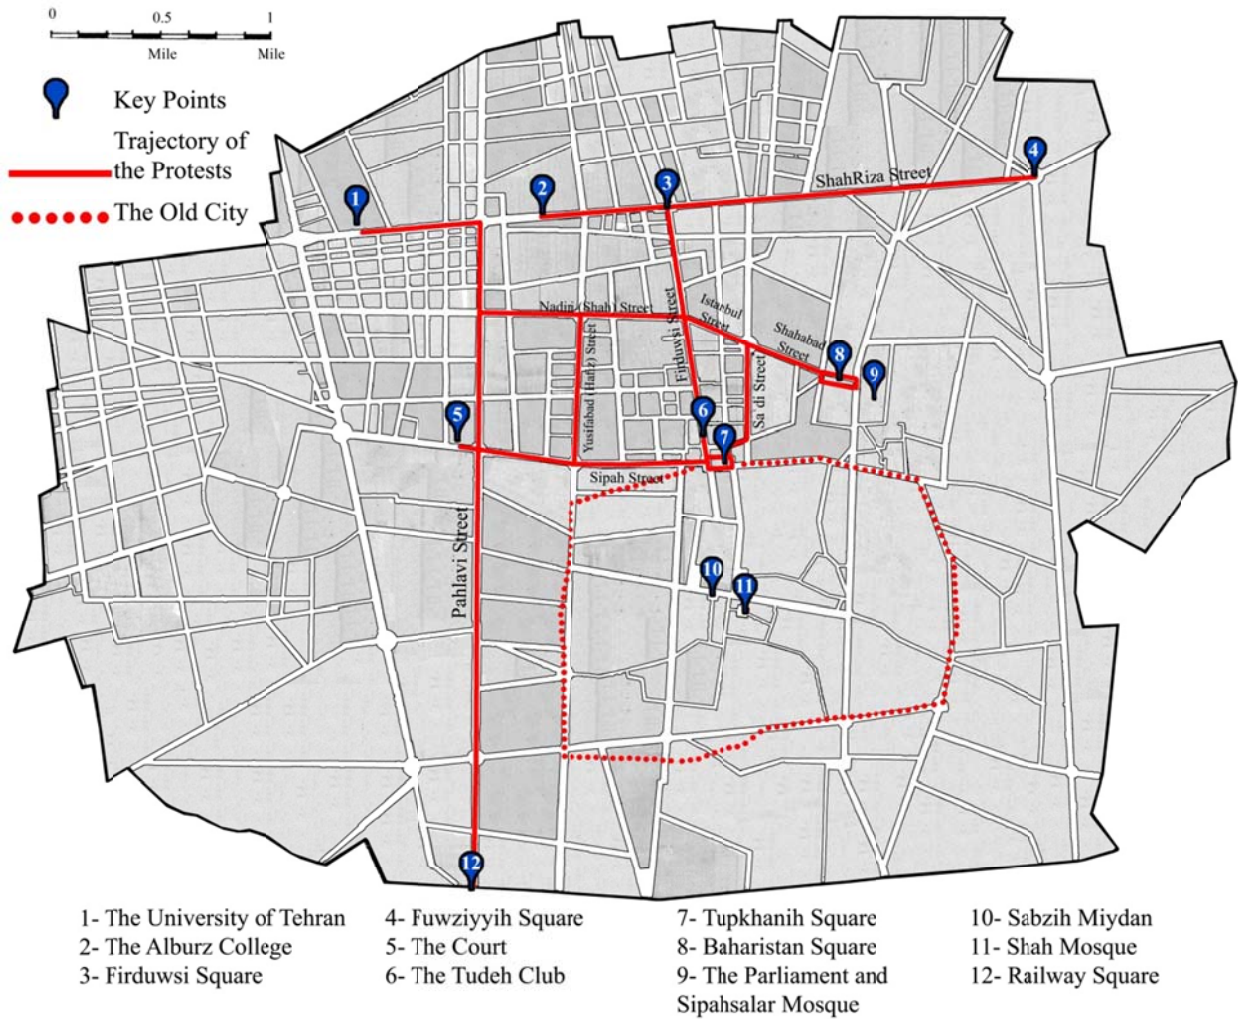 0 0.5 1
Mile Mile
Key Points
Trajectory of
the Protests
The Old City
1
2
3
4
ShahRiza Street
Nadiri (Shah) Street
Firduwsi Street
Istanbul
Street
Shahabad
Street
8
9
Yusifabad (Hafiz) Street
Sa'di Street
5
6
7
Sipah Street
Pahlavi Street
10
11
12
1- The University of Tehran
2- The Alburz College
3- Firduwsi Square
4- Fuwziyyih Square
5- The Court
6- The Tudeh Club
7- Tupkhanih Square
8- Baharistan Square
9- The Parliament and
Sipahsalar Mosque
10- Sabzih Miydan
11- Shah Mosque
12- Railway Square